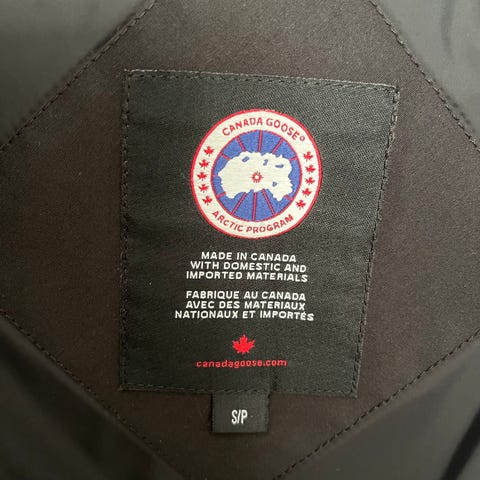 CANADA GOOSE®
ARCTIC PROGRAM
MADE IN CANADA
WITH DOMESTIC AND
IMPORTED MATERIALS
FABRIQUE AU CANADA
AVEC DES MATERIAUX
NATIONAUX ET IMPORTÉS
canadagoose.com
S/P